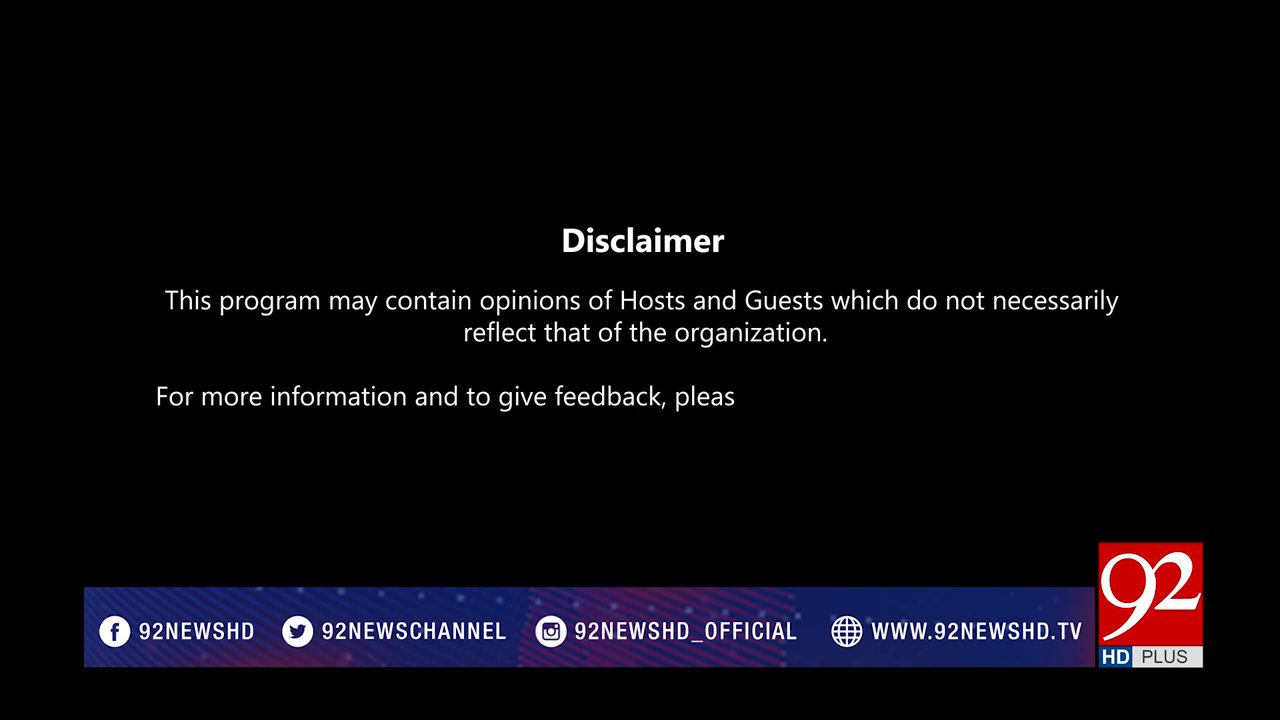 Disclaimer
This program may contain opinions of Hosts and Guests which do not necessarily
reflect that of the organization.
For more information and to give feedback, pleas
92NEWSHD 92NEWSCHANNEL 92NEWSHD_OFFICIAL WWW.92NEWSHD.TV
92
HD PLUS